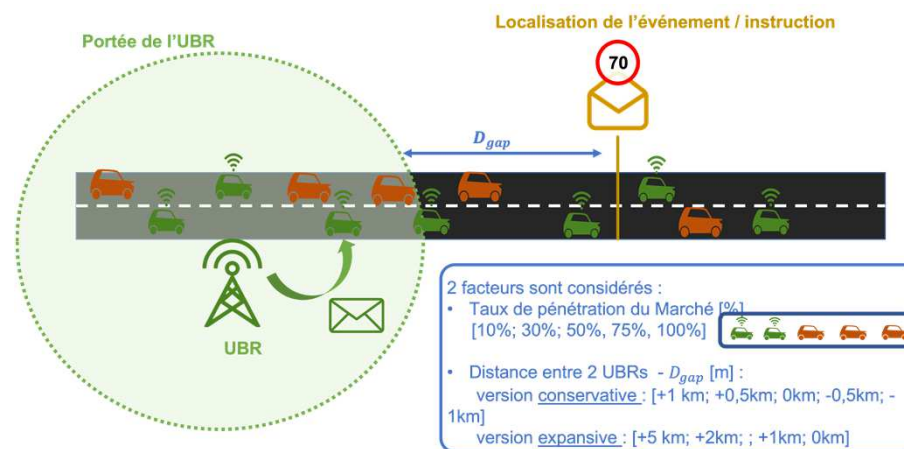 Localisation de l'événement / instruction
Portée de l'UBR
70
D_gap
UBR
2 facteurs sont considérés :
• Taux de pénétration du Marché [%]
[10%; 30%; 50%, 75%, 100%]
• Distance entre 2 UBRs - D_gap [m] :
version conservative : [+1 km; +0,5km; 0km; -0,5km; -
1km]
version expansive : [+5 km; +2km; ; +1km; 0km]